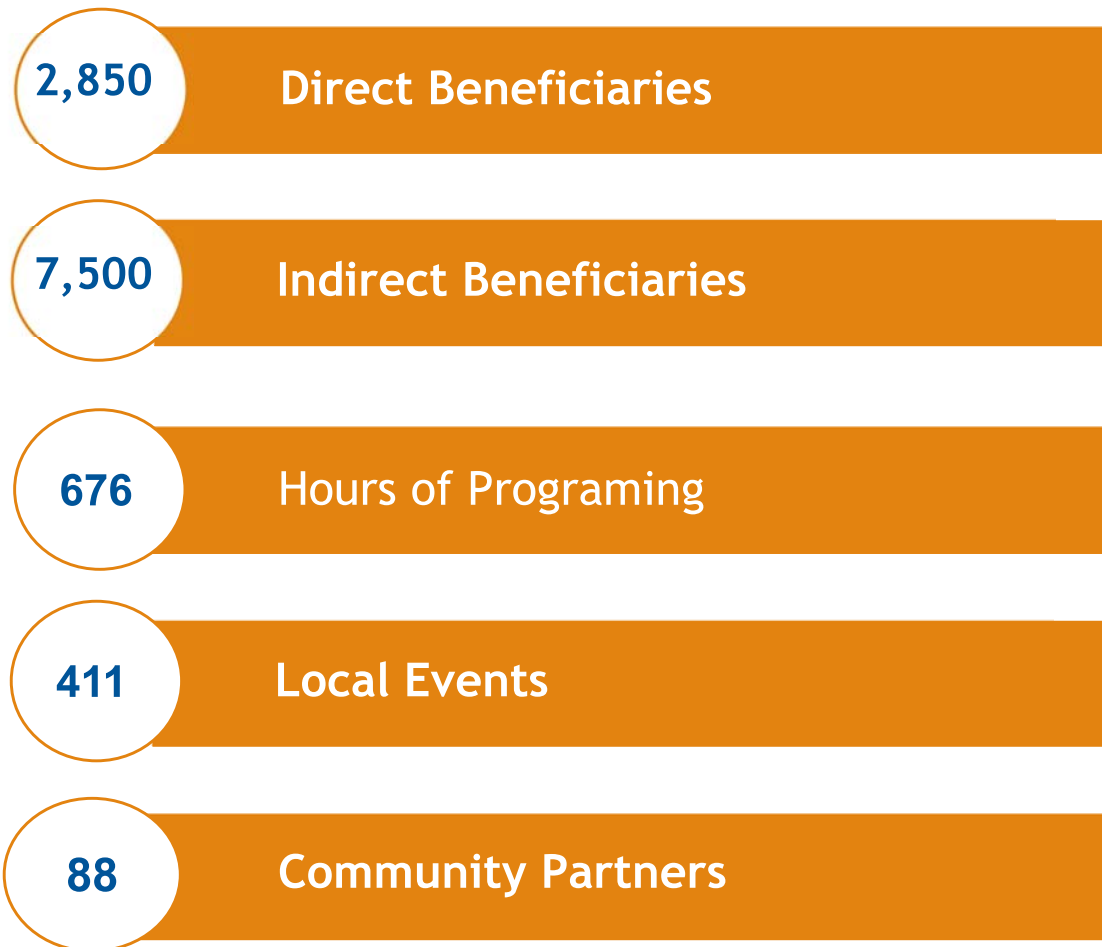 2,850 Direct Beneficiaries
7,500 Indirect Beneficiaries
676 Hours of Programing
411 Local Events
88 Community Partners